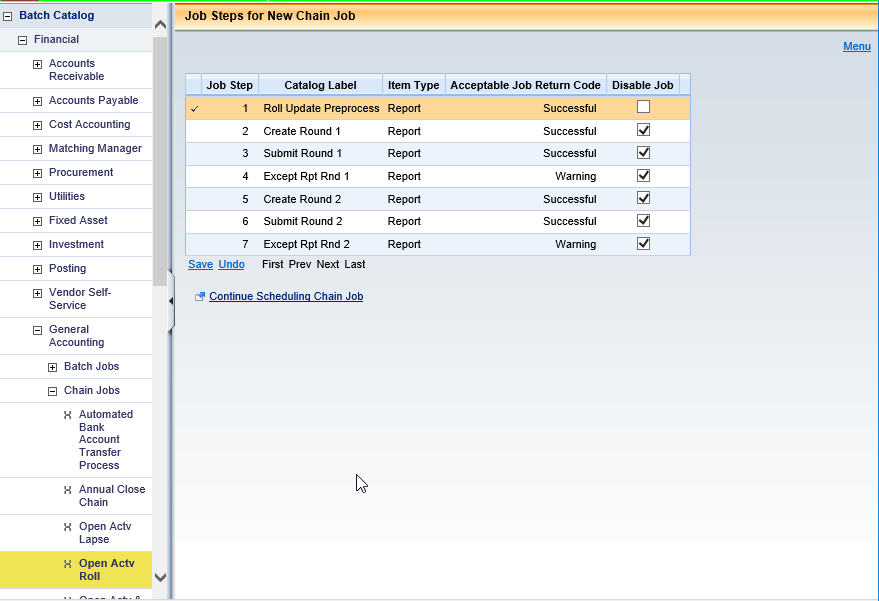 Batch Catalog
Financial
Accounts
Receivable
Accounts Payable
Cost Accounting
Matching Manager
Procurement
Utilities
Fixed Asset
Investment
Posting
Vendor Self-
Service
General
Accounting
Batch Jobs
Chain Jobs
Automated
Bank
Account
Transfer
Process
Annual Close
Chain
Open Actv
Lapse
Open Actv
Roll
Open Actv &
Job Steps for New Chain Job
Menu
Job Step Catalog Label Item Type Acceptable Job Return Code Disable Job
1 Roll Update Preprocess Report Successful
2 Create Round 1 Report Successful
3 Submit Round 1 Report Successful
4 Except Rpt Rnd 1 Report Warning
5 Create Round 2 Report Successful
6 Submit Round 2 Report Successful
7 Except Rpt Rnd 2 Report Warning
Save Undo First Prev Next Last
Continue Scheduling Chain Job